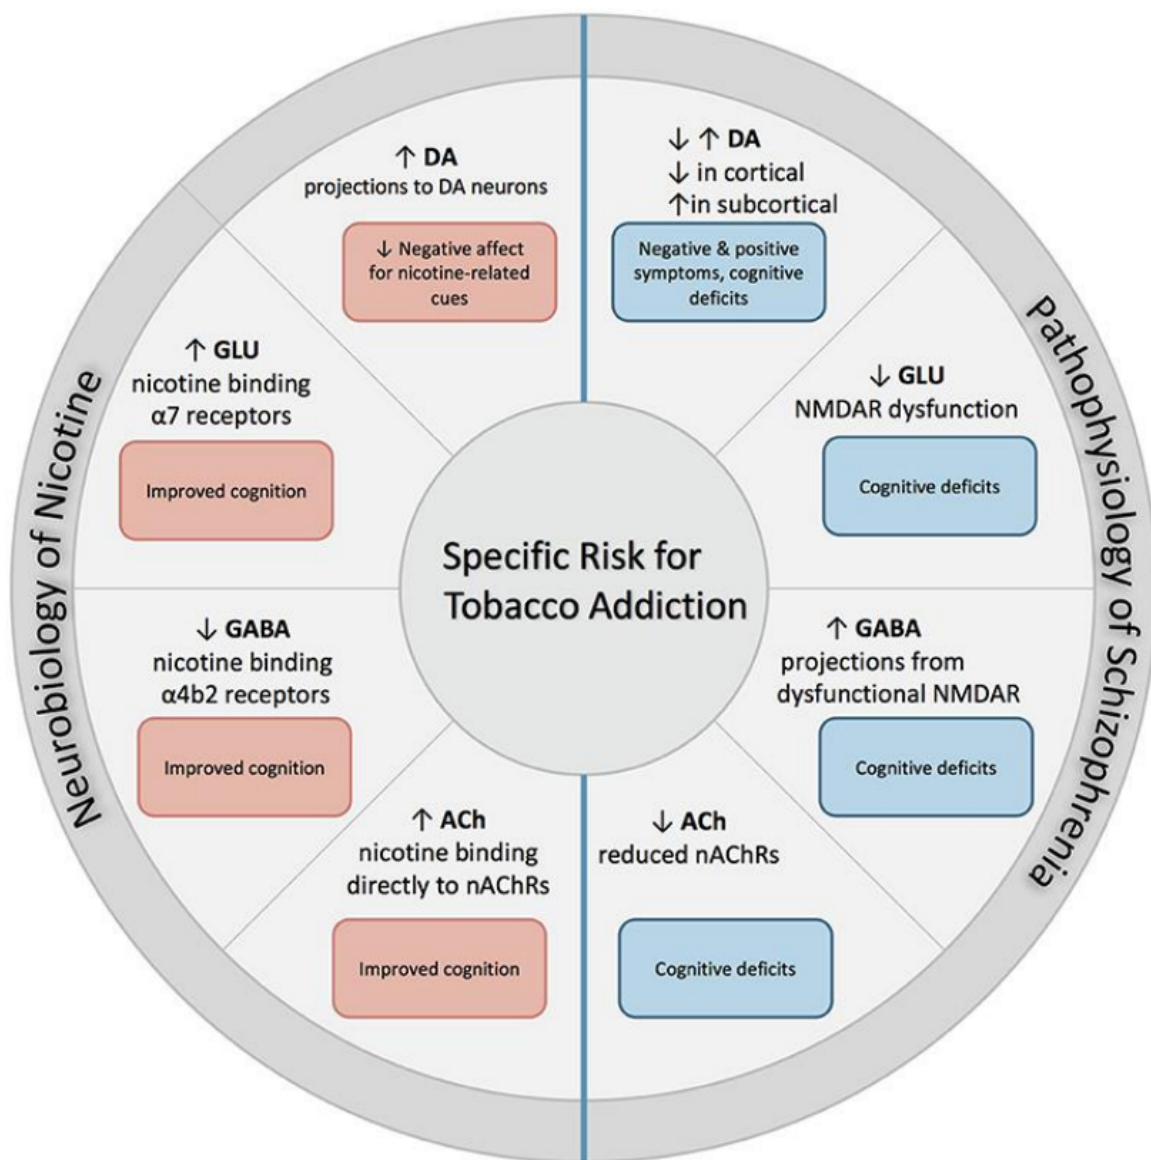 ↑ DA
projections to DA neurons
↓ Negative affect
for nicotine-related
cues
↓ ↑ DA
↓ in cortical
↑in subcortical
Negative & positive
symptoms, cognitive
deficits
↑ GLU
nicotine binding
α7 receptors
Improved cognition
↓ GLU
NMDAR dysfunction
Cognitive deficits
Neurobiology of Nicotine
Specific Risk for
Tobacco Addiction
Pathophysiology of Schizophrenia
↓ GABA
nicotine binding
α4b2 receptors
Improved cognition
↑ GABA
projections from
dysfunctional NMDAR
Cognitive deficits
↑ ACh
nicotine binding
directly to nAChRs
Improved cognition
↓ ACh
reduced nAChRs
Cognitive deficits